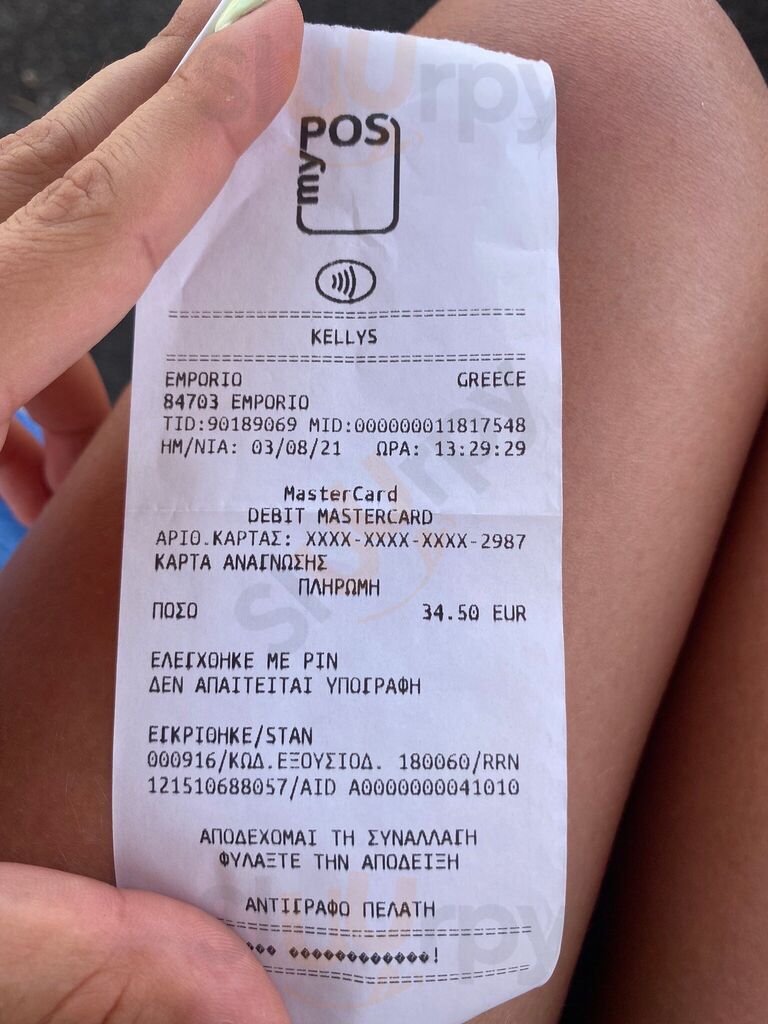 myPOS
KELLYS
EMPORIO GREECE
84703 EMPORIO
TID:90189069 MID:000000011817548
ΗΜ/ΝΙΑ: 03/08/21 ΩΡΑ: 13:29:29
MasterCard
DEBIT MASTERCARD
ΑΡΙΘ.ΚΑΡΤΑΣ: XXXX-XXXX-XXXX-2987
ΚΑΡΤΑ ΑΝΑΓΝΩΣΗΣ
ΠΛΗΡΩΜΗ
ΠΟΣΟ 34.50 EUR
ΕΛΕΓΧΘΗΚΕ ΜΕ PIN
ΔΕΝ ΑΠΑΙΤΕΙΤΑΙ ΥΠΟΓΡΑΦΗ
ΕΓΚΡΙΘΗΚΕ/STAN
000916/ΚΩΔ.ΕΞΟΥΣΙΟΔ. 180060/RRN
121510688057/AID A0000000041010
ΑΠΟΔΕΧΟΜΑΙ ΤΗ ΣΥΝΑΛΛΑΓΗ
ΦΥΛΑΞΤΕ ΤΗΝ ΑΠΟΔΕΙΞΗ
ΑΝΤΙΓΡΑΦΟ ΠΕΛΑΤΗ